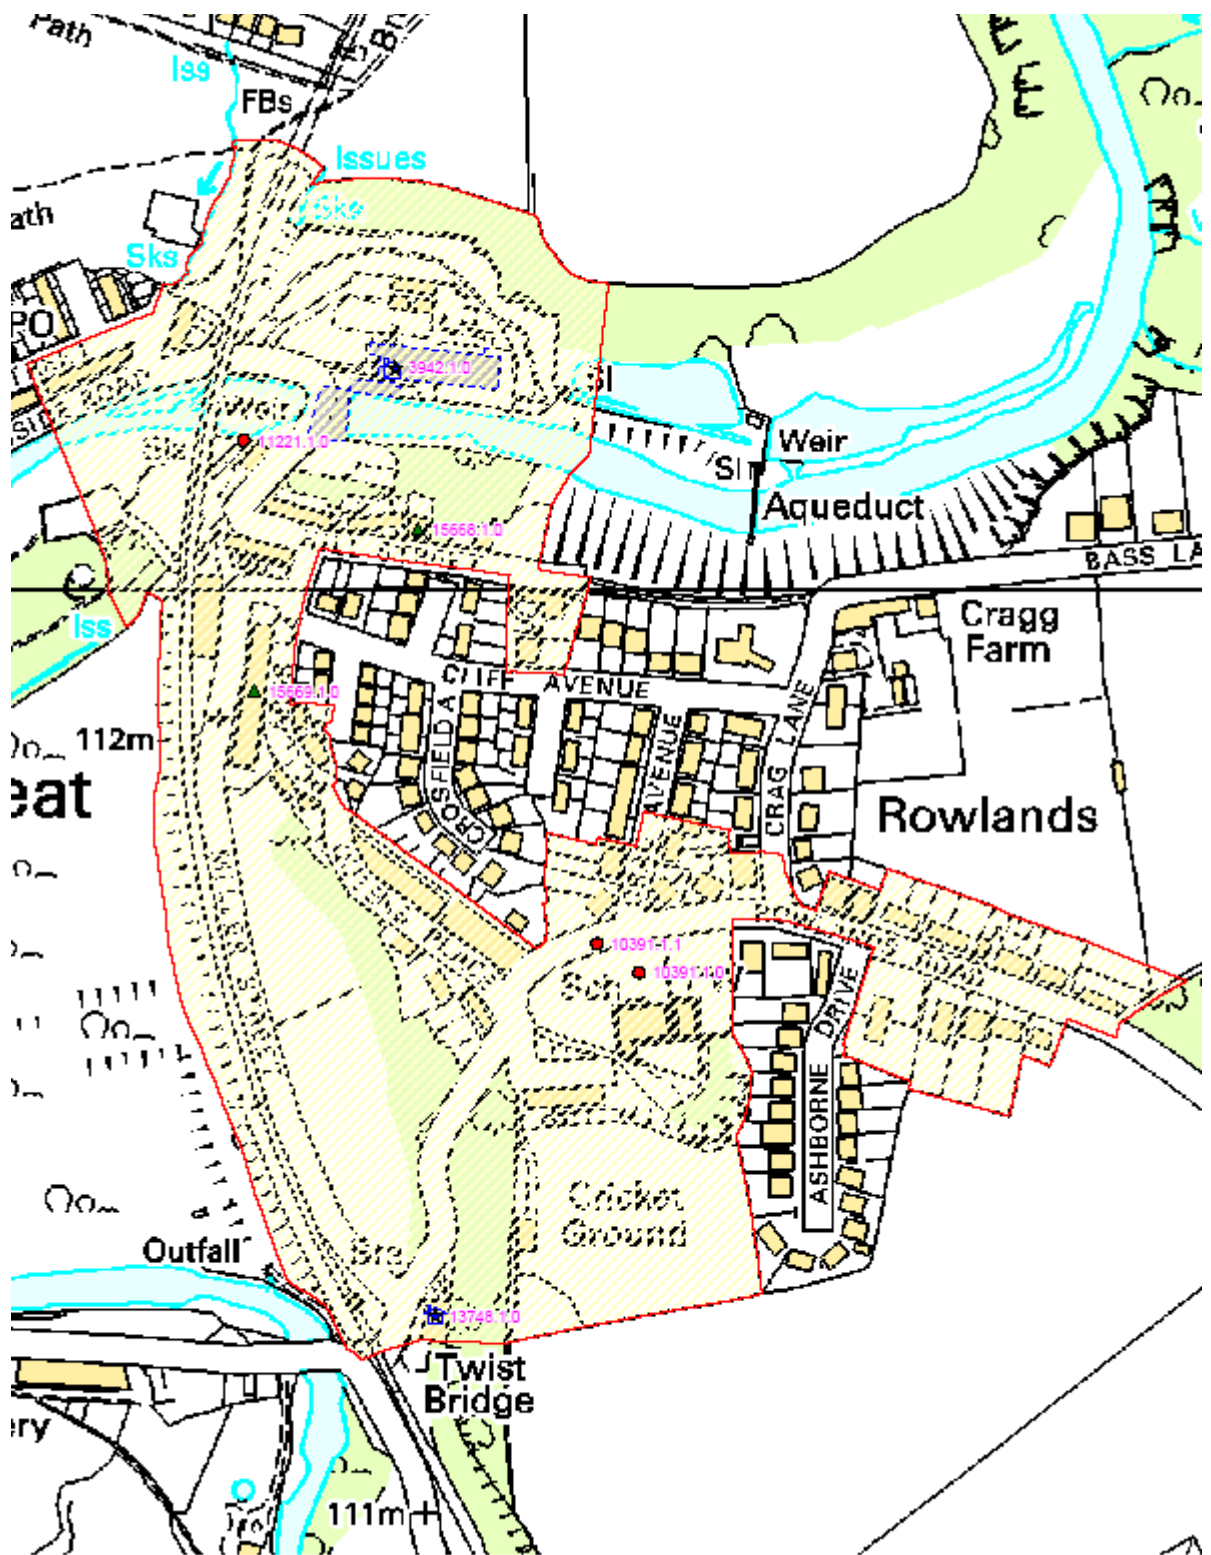 Path
Iss
FBs
Issues
Sks
ath
Sks
PO
3942.1.0
SI
11221.1.0
Weir
SI
Aqueduct
15668.1.0
BASS LA
Iss
Cragg
Farm
CLIFF AVENUE
15669.1.0
112m
CROSFIELD A
AVENUE
CRAG LANE
eat
Rowlands
10391.1.1
10391.1.0
ASHBORNE DRIVE
Cricket
Ground
Outfall
13748.1.0
Twist
Bridge
ery
111m